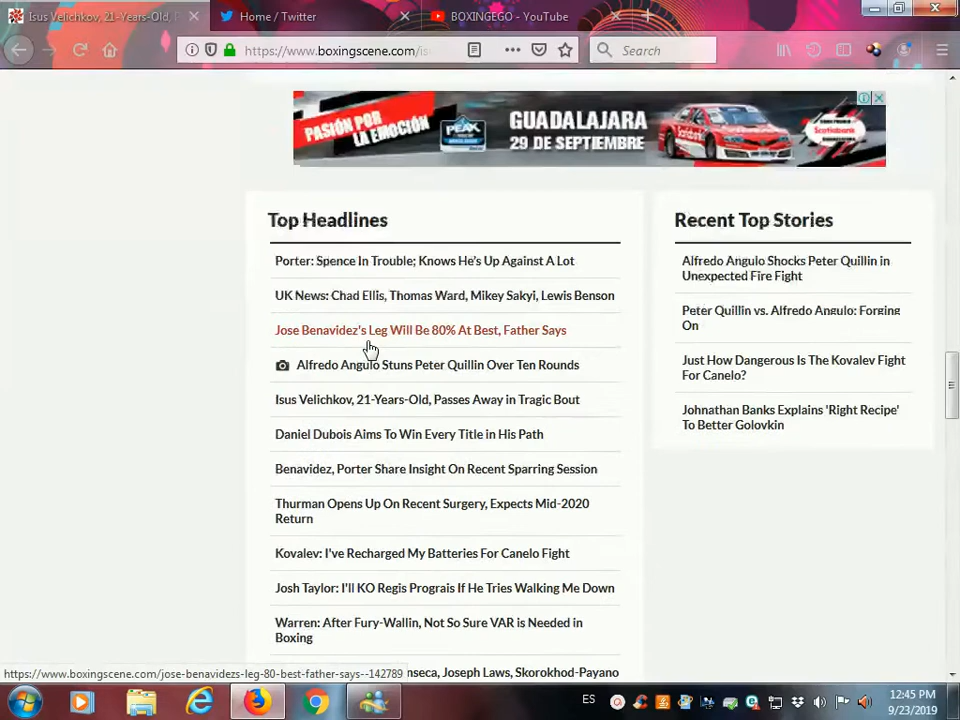 Isus Velichkov, 21-Years-Old,
Home / Twitter
BOXINGEGO - YouTube
https://www.boxingscene.com/is
Search
PASIÓN POR
LA EMOCIÓN
PEAK
GUADALAJARA
29 DE SEPTIEMBRE
Scotiabank
Top Headlines
Porter: Spence In Trouble; Knows He's Up Against A Lot
UK News: Chad Ellis, Thomas Ward, Mikey Sakyi, Lewis Benson
Jose Benavidez's Leg Will Be 80% At Best, Father Says
Alfredo Angulo Stuns Peter Quillin Over Ten Rounds
Isus Velichkov, 21-Years-Old, Passes Away in Tragic Bout
Daniel Dubois Aims To Win Every Title in His Path
Benavidez, Porter Share Insight On Recent Sparring Session
Thurman Opens Up On Recent Surgery, Expects Mid-2020
Return
Kovalev: I've Recharged My Batteries For Canelo Fight
Josh Taylor: I'll KO Regis Prograis If He Tries Walking Me Down
Warren: After Fury-Wallin, Not So Sure VAR is Needed in
Boxing
nseca, Joseph Laws, Skorokhod-Payano
Recent Top Stories
Alfredo Angulo Shocks Peter Quillin in
Unexpected Fire Fight
Peter Quillin vs. Alfredo Angulo: Forging
On
Just How Dangerous Is The Kovalev Fight
For Canelo?
Johnathan Banks Explains 'Right Recipe'
To Better Golovkin
https://www.boxingscene.com/jose-benavidezs-leg-80-best-father-says--142789
ES
12:45 PM
9/23/2019